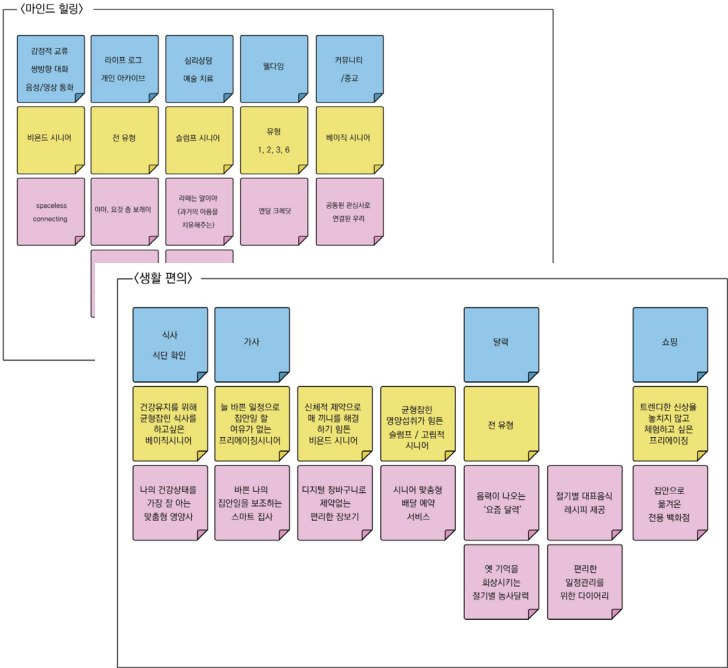 〈마인드 힐링〉
감정적 교류
쌍방향 대화
음성/영상 통화
라이프 로그
개인 아카이브
심리상담
예술 치료
웰다잉
커뮤니티
/종교
비욘드 시니어
전 유형
슬럼프 시니어
유형
1, 2, 3, 6
베이직 시니어
spaceless
connecting
야야, 요것 좀 보래이
라떼는 말이야
(과거의 아픔을
치유해주는)
엔딩 크레딧
공통된 관심사로
연결된 우리
〈생활 편의〉
식사
식단 확인
가사
달력
쇼핑
건강유지를 위해
균형잡힌 식사를
하고싶은
베이직시니어
늘 바쁜 일정으로
집안일 할
여유가 없는
프리에이징시니어
신체적 제약으로
매 끼니를 해결
하기 힘든
비욘드 시니어
균형잡힌
영양섭취가 힘든
슬럼프 / 고립적
시니어
전 유형
트렌디한 신상을
놓치지 않고
체험하고 싶은
프리에이징
나의 건강상태를
가장 잘 아는
맞춤형 영양사
바쁜 나의
집안일을 보조하는
스마트 집사
디지털 장바구니로
제약없는
편리한 장보기
시니어 맞춤형
배달 예약
서비스
음력이 나오는
‘요즘 달력’
절기별 대표음식
레시피 제공
집안으로
옮겨온
전용 백화점
옛 기억을
회상시키는
절기별 농사달력
편리한
일정관리를
위한 다이어리